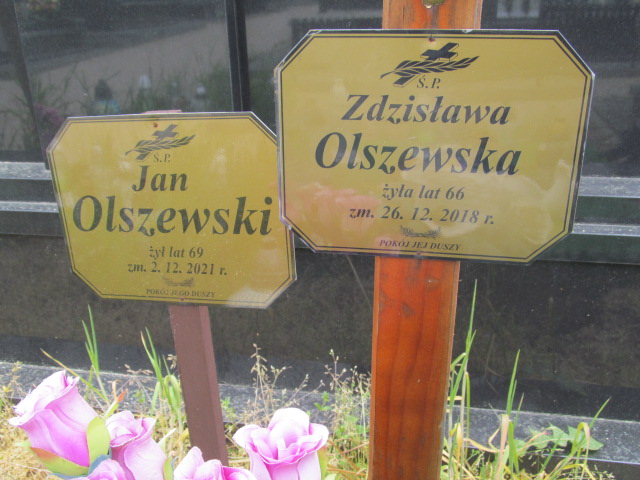 Ś.P.
Jan
Olszewski
żył lat 69
zm. 2. 12. 2021 r.
POKÓJ JEGO DUSZY
Ś.P.
Zdzisława
Olszewska
żyła lat 66
zm. 26. 12. 2018 r.
POKÓJ JEJ DUSZY